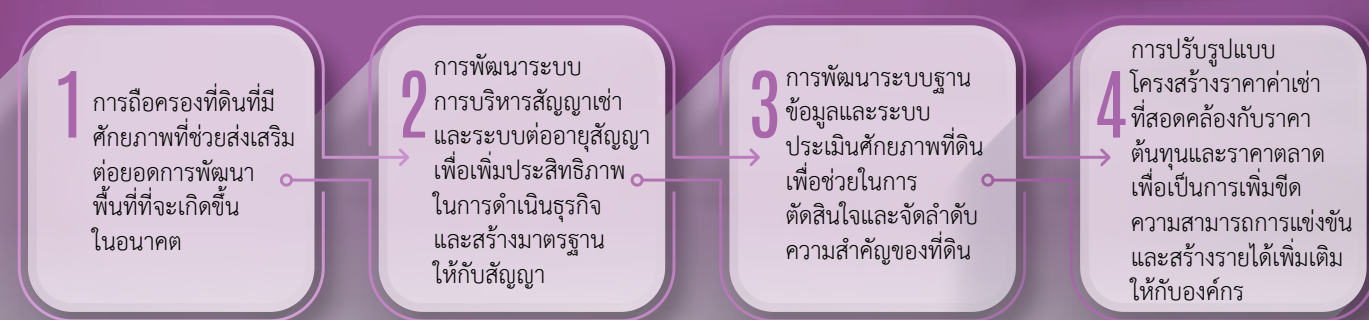 1
การถือครองที่ดินที่มี
ศักยภาพที่ช่วยส่งเสริม
ต่อยอดการพัฒนา
พื้นที่ที่จะเกิดขึ้น
ในอนาคต
2
การพัฒนาระบบ
การบริหารสัญญาเช่า
และระบบต่ออายุสัญญา
เพื่อเพิ่มประสิทธิภาพ
ในการดำเนินธุรกิจ
และสร้างมาตรฐาน
ให้กับสัญญา
3
การพัฒนาระบบฐาน
ข้อมูลและระบบ
ประเมินศักยภาพที่ดิน
เพื่อช่วยในการ
ตัดสินใจและจัดลำดับ
ความสำคัญของที่ดิน
4
การปรับรูปแบบ
โครงสร้างราคาค่าเช่า
ที่สอดคล้องกับราคา
ต้นทุนและราคาตลาด
เพื่อเป็นการเพิ่มขีด
ความสามารถการแข่งขัน
และสร้างรายได้เพิ่มเติม
ให้กับองค์กร